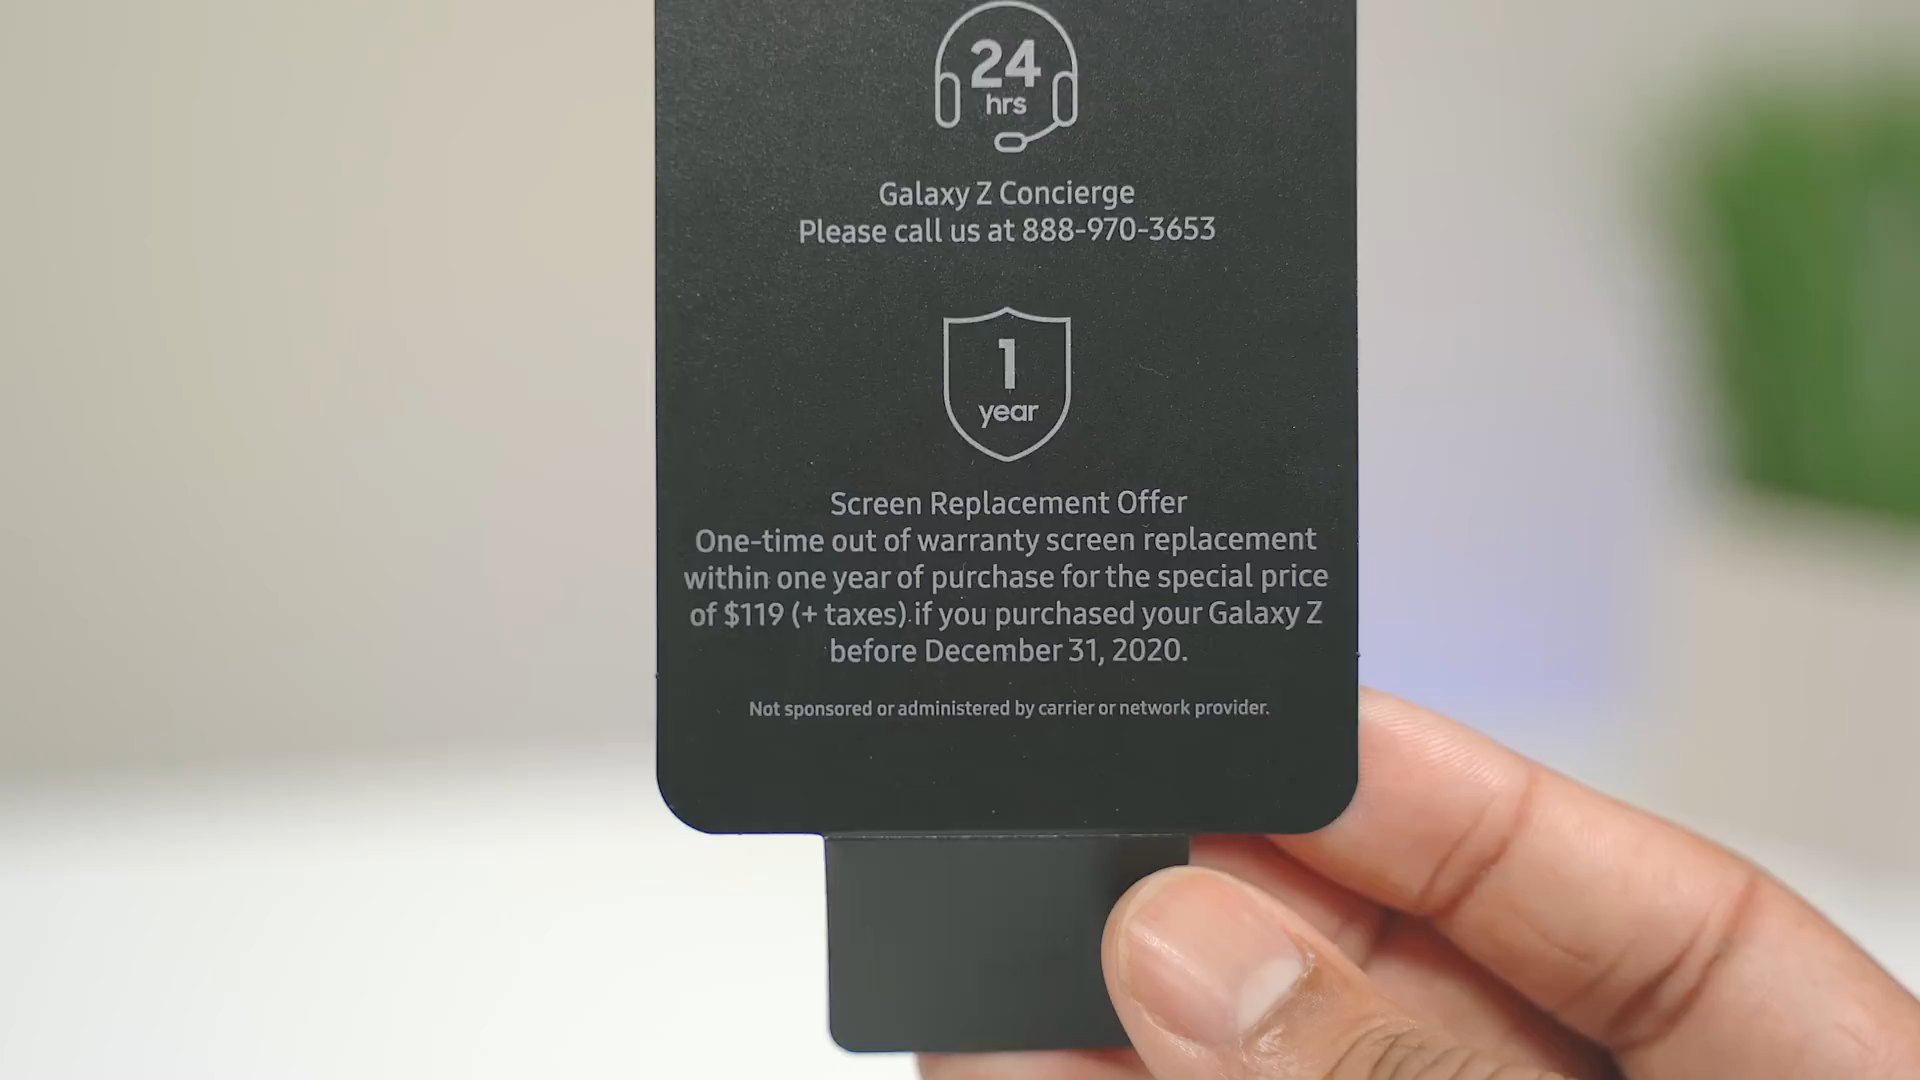 24
hrs
Galaxy Z Concierge
Please call us at 888-970-3653
1
year
Screen Replacement Offer
One-time out of warranty screen replacement
within one year of purchase for the special price
of $119 (+ taxes) if you purchased your Galaxy Z
before December 31, 2020.
Not sponsored or administered by carrier or network provider.